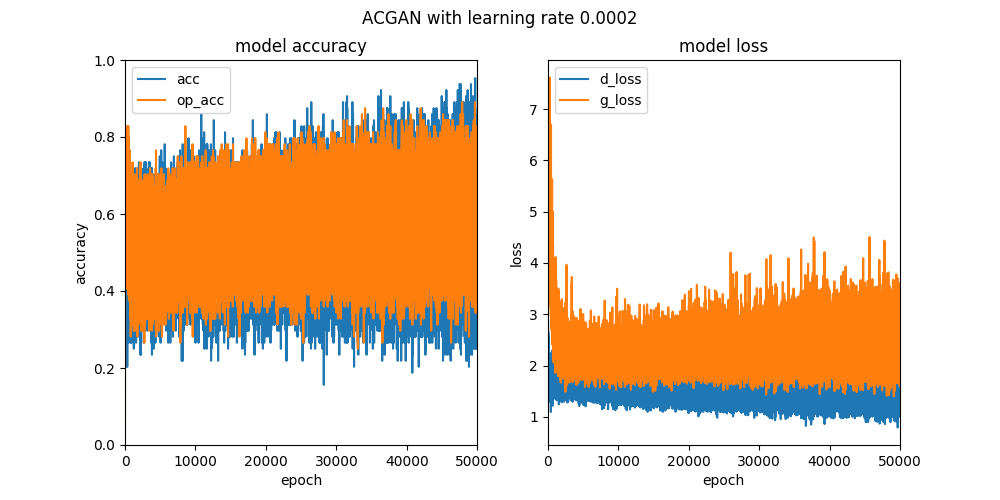 ACGAN with learning rate 0.0002
model accuracy
1.0
0.8
0.6
0.4
0.2
0.0
accuracy
acc
op_acc
0
10000
20000
30000
40000
50000
epoch
model loss
7
6
5
4
3
2
1
loss
d_loss
g_loss
0
10000
20000
30000
40000
50000
epoch